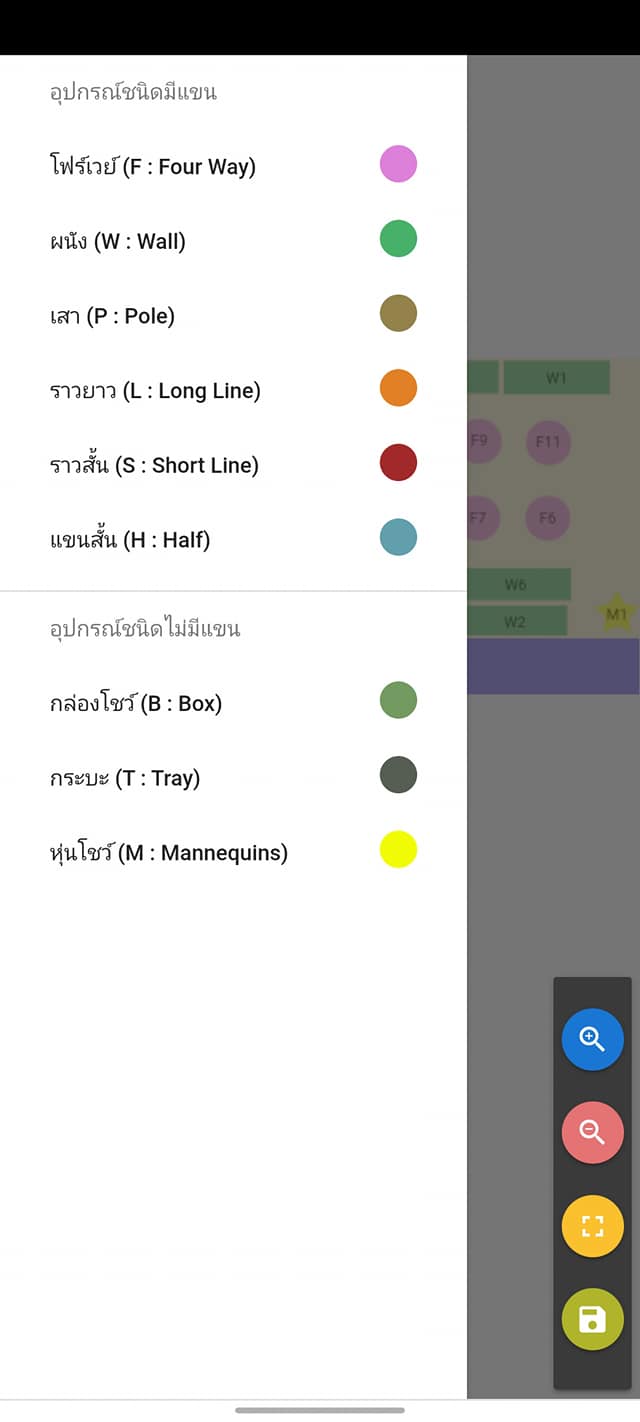 อุปกรณ์ชนิดมีแขน
โฟร์เวย์ (F : Four Way)
ผนัง (W : Wall)
เสา (P : Pole)
ราวยาว (L : Long Line)
ราวสั้น (S : Short Line)
แขนสั้น (H : Half)
อุปกรณ์ชนิดไม่มีแขน
กล่องโชว์ (B : Box)
กระบะ (T : Tray)
หุ่นโชว์ (M : Mannequins)
W1
F9 F11
F7 F6
W6
W2 M1